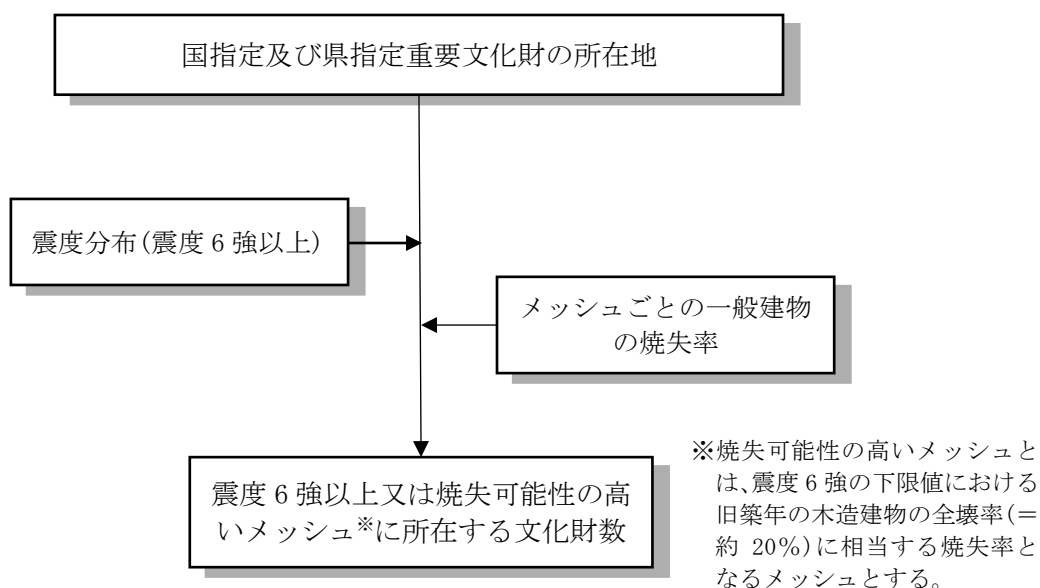 国指定及び県指定重要文化財の所在地
震度分布(震度6強以上)
メッシュごとの一般建物
の焼失率
震度6強以上又は焼失可能性の高
いメッシュ※に所在する文化財数
※焼失可能性の高いメッシュと
は、震度6強の下限値における
旧築年の木造建物の全壊率(=
約 20%)に相当する焼失率と
なるメッシュとする。